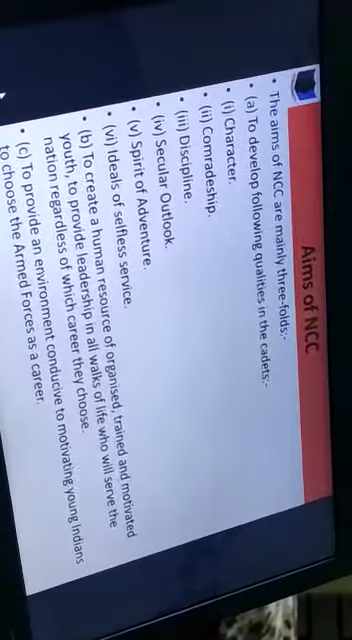 Aims of NCC
• The aims of NCC are mainly three-folds:-
• (a) To develop following qualities in the cadets:-
• (i) Character.
• (ii) Comradeship.
• (iii) Discipline.
• (iv) Secular Outlook.
• (v) Spirit of Adventure.
• (vi) Ideals of selfless service.
• (b) To create a human resource of organised, trained and motivated
youth, to provide leadership in all walks of life who will serve the
nation regardless of which career they choose.
• (c) To provide an environment conducive to motivating young Indians
to choose the Armed Forces as a career.